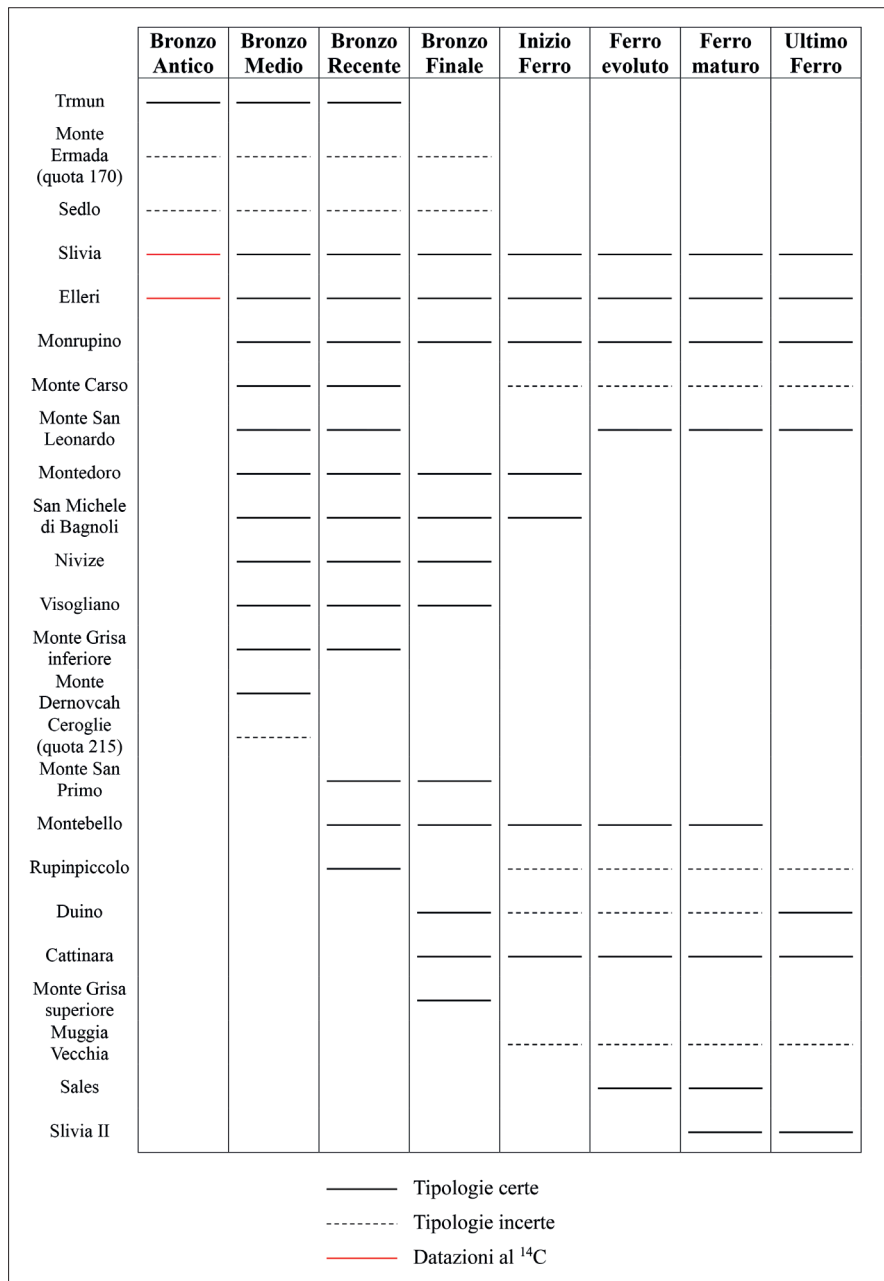 Bronzo Antico
Bronzo Medio
Bronzo Recente
Bronzo Finale
Inizio Ferro
Ferro evoluto
Ferro maturo
Ultimo Ferro
Trmun
Monte
Ermada
(quota 170)
Sedlo
Slivia
Elleri
Monrupino
Monte Carso
Monte San
Leonardo
Montedoro
San Michele
di Bagnoli
Nivize
Visogliano
Monte Grisa
inferiore
Monte
Dernovcah
Ceroglie
(quota 215)
Monte San
Primo
Montebello
Rupinpiccolo
Duino
Cattinara
Monte Grisa
superiore
Muggia
Vecchia
Sales
Slivia II
Tipologie certe
Tipologie incerte
Datazioni al ¹⁴C